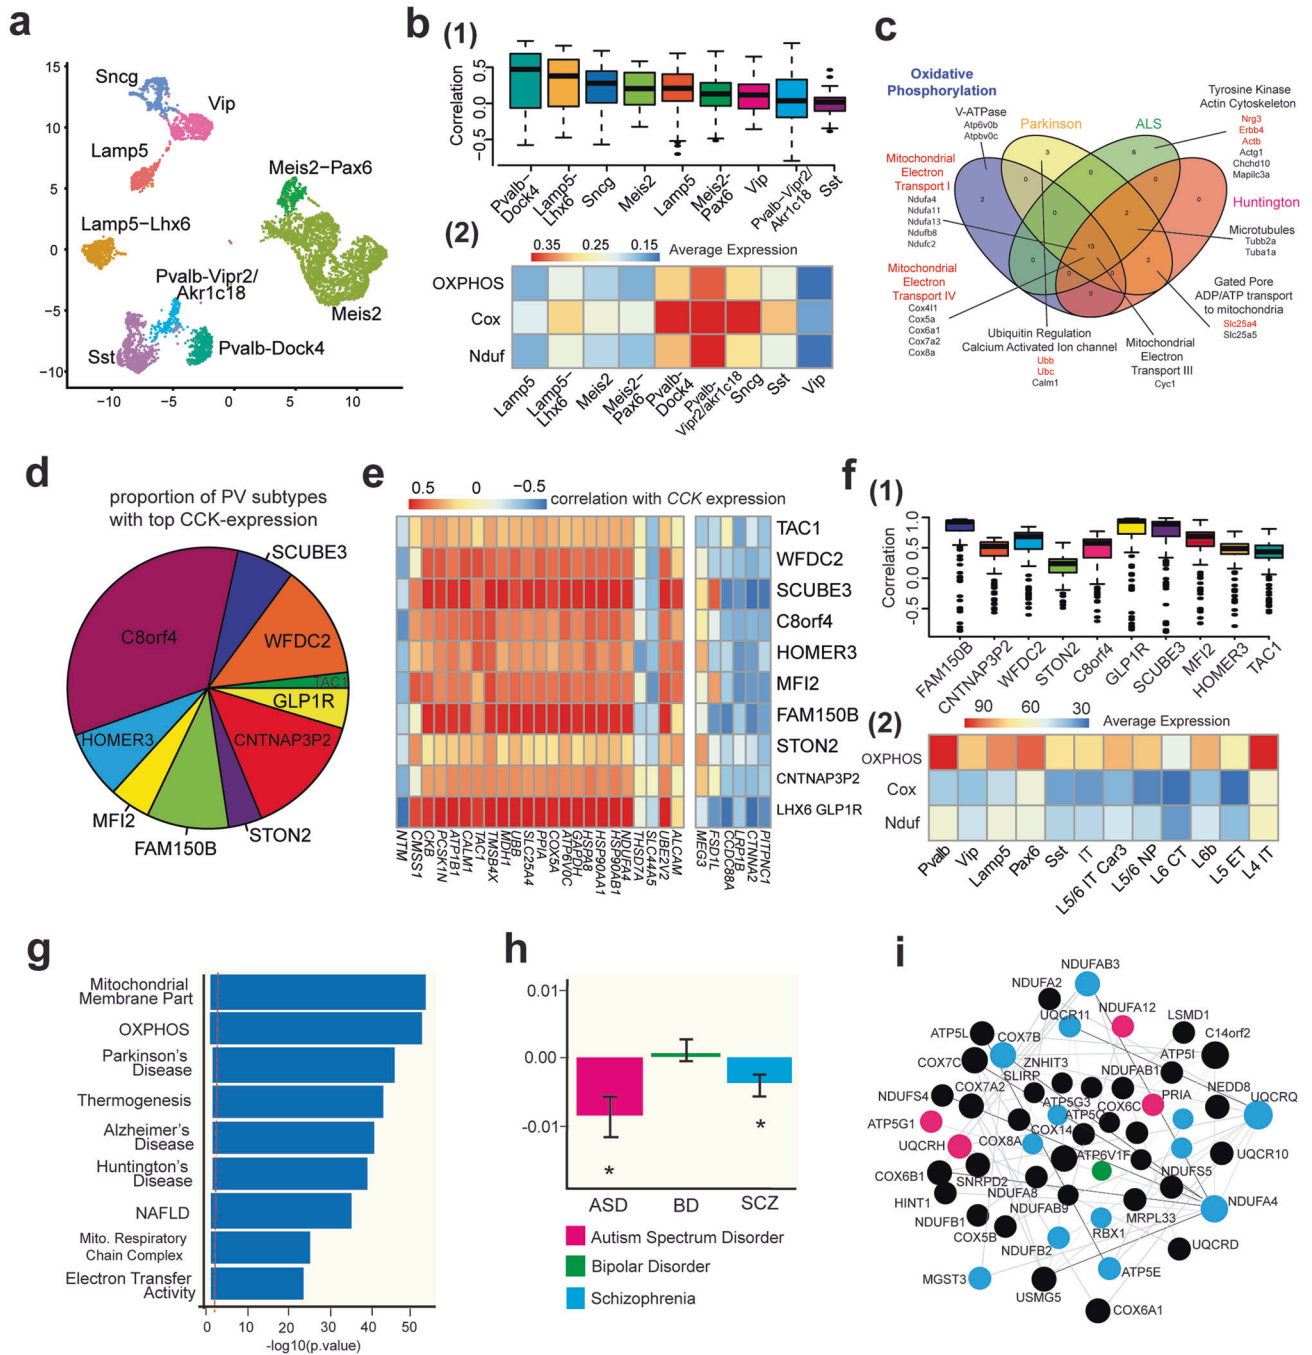 a
15
10
5
0
−5
−10
−10
−5
0
5
10
Sncg
Vip
Lamp5
Meis2−Pax6
Lamp5−Lhx6
Pvalb-Vipr2/
Akr1c18
Meis2
Sst
Pvalb-Dock4
b
(1)
Correlation
0.5
0.0
−0.5
Pvalb−
Dock4
Lamp5-
Lhx6
Sncg
Meis2
Lamp5
Meis2-
Pax6
Vip
Pvalb−Vipr2/
Akr1c18
Sst
(2)
0.35
0.25
0.15
Average Expression
OXPHOS
Cox
Nduf
Lamp5
Lamp5−
Lhx6
Meis2
Meis2−
Pax6
Pvalb-
Dock4
Pvalb-
Vipr2/akr1c18
Sncg
Sst
Vip
c
Oxidative
Phosphorylation
V-ATPase
Atp6v0b
Atpbv0c
Parkinson
ALS
Tyrosine Kinase
Actin Cytoskeleton
Nrg3
Erbb4
Actb
Actg1
Chchd10
Mapilc3a
Mitochondrial
Electron
Transport I
Ndufa4
Ndufa11
Ndufa13
Ndufb8
Ndufc2
Huntington
Microtubules
Tubb2a
Tuba1a
Mitochondrial
Electron
Transport IV
Cox4l1
Cox5a
Cox6a1
Cox7a2
Cox8a
Gated Pore
ADP/ATP transport
to mitochondria
Slc25a4
Slc25a5
Ubiquitin Regulation
Calcium Activated Ion channel
Ubb
Ubc
Calm1
Mitochondrial
Electron
Transport III
Cyc1
3
6
0
2
0
0
0
0
2
13
0
2
0
0
0
d
proportion of PV subtypes
with top CCK-expression
SCUBE3
C8orf4
WFDC2
TAC1
GLP1R
HOMER3
CNTNAP3P2
MFI2
FAM150B
STON2
e
0.5
0
−0.5
correlation with CCK expression
TAC1
WFDC2
SCUBE3
C8orf4
HOMER3
MFI2
FAM150B
STON2
CNTNAP3P2
LHX6 GLP1R
NTM
CMSS1
CKB
PCSK1N
ATP1B1
CALM1
TAC1
TMSB4X
MDH1
UBB
SLC25A4
PPIA
COX5A
ATP6V0C
GAPDH
HSPA8
HSP90AA1
HSP90AB1
NDUFA4
THSD7A
SLC44A5
UBE2V2
ALCAM
MEG3
FSD1L
CCDC88A
LRP1B
CTNNA2
PITPNC1
f
(1)
Correlation
1.0
0.5
0.0
−0.5
FAM150B
CNTNAP3P2
WFDC2
STON2
C8orf4
GLP1R
SCUBE3
MFI2
HOMER3
TAC1
(2)
90
60
30
Average Expression
OXPHOS
Cox
Nduf
Pvalb
Vip
Lamp5
Pax6
Sst
IT
L5/6 IT Car3
L5/6 NP
L6 CT
L6b
L5 ET
L4 IT
g
Mitochondrial
Membrane Part
OXPHOS
Parkinson's
Disease
Thermogenesis
Alzheimer's
Disease
Huntington's
Disease
NAFLD
Mito. Respiratory
Chain Complex
Electron Transfer
Activity
0
10
20
30
40
50
-log10(p.value)
h
0.01
0.00
-0.01
*
*
ASD
BD
SCZ
Autism Spectrum Disorder
Bipolar Disorder
Schizophrenia
i
NDUFAB3
NDUFA2
NDUFA12
UQCR11
LSMD1
ATP5L
COX7B
C14orf2
COX7C
ZNHIT3
ATP5I
SLIRP
NDUFAB1
NDUFS4
COX7A2
NEDD8
ATP5G3
COX6C
PRIA
UQCRQ
ATP5G1
ATP5O
COX14
UQCRH
COX8A
ATP6V1F
UQCR10
COX6B1
NDUFS5
SNRPD2
NDUFA8
NDUFA4
HINT1
NDUFAB9
MRPL33
NDUFB1
COX5B
RBX1
UQCRD
NDUFB2
MGST3
ATP5E
USMG5
COX6A1